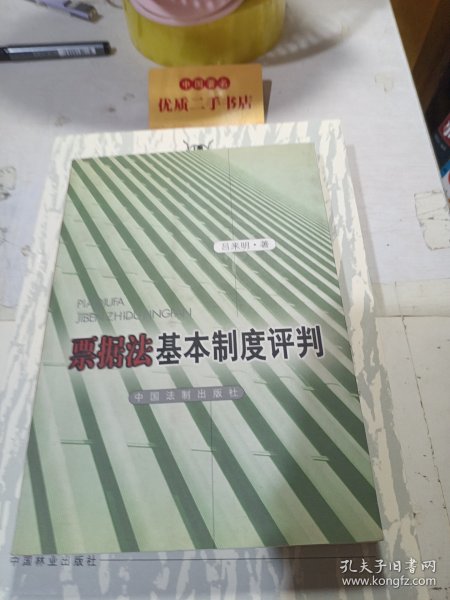 中国著名
优质二手书店
吕来明·著
PIAOJUFA
JIBENZHIDUPINGPAN
票据法基本制度评判
中国法制出版社
中国林业出版社
孔夫子旧书网
www.kongfz.com